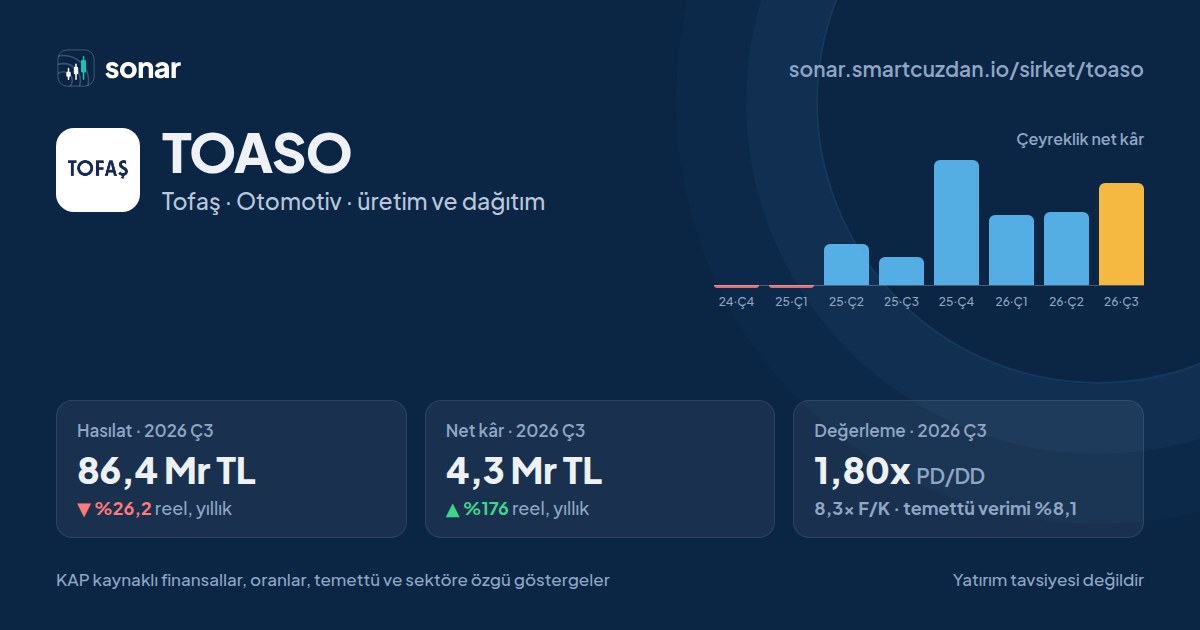 sonar
sonar.smartcuzdan.io/sirket/toaso
TOFAŞ
TOASO
Tofaş · Otomotiv · üretim ve dağıtım
Çeyreklik net kâr
24·Ç4 25·Ç1 25·Ç2 25·Ç3 25·Ç4 26·Ç1 26·Ç2 26·Ç3
Hasılat · 2026 Ç3
86,4 Mr TL
▼ %26,2 reel, yıllık
Net kâr · 2026 Ç3
4,3 Mr TL
▲ %176 reel, yıllık
Değerleme · 2026 Ç3
1,80x PD/DD
8,3× F/K · temettü verimi %8,1
KAP kaynaklı finansallar, oranlar, temettü ve sektöre özgü göstergeler
Yatırım tavsiyesi değildir